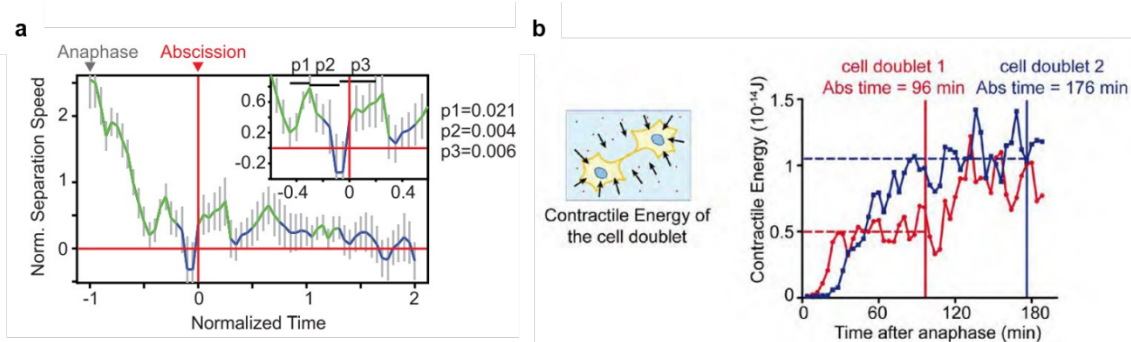 a
Anaphase
Abscission
Norm. Separation Speed
2
1
0
-1
0
1
2
Normalized Time
p1
p2
p3
0.6
0.2
-0.2
-0.4
0
0.4
p1=0.021
p2=0.004
p3=0.006
b
Contractile Energy of
the cell doublet
cell doublet 1
Abs time = 96 min
cell doublet 2
Abs time = 176 min
Contractile Energy (10⁻¹⁴J)
1.5
1
0.5
0
0
60
120
180
Time after anaphase (min)